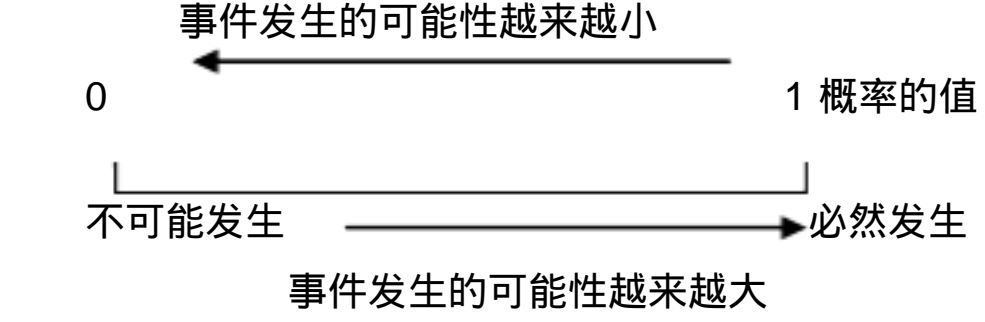 事件发生的可能性越来越小
0
1 概率的值
不可能发生
必然发生
事件发生的可能性越来越大